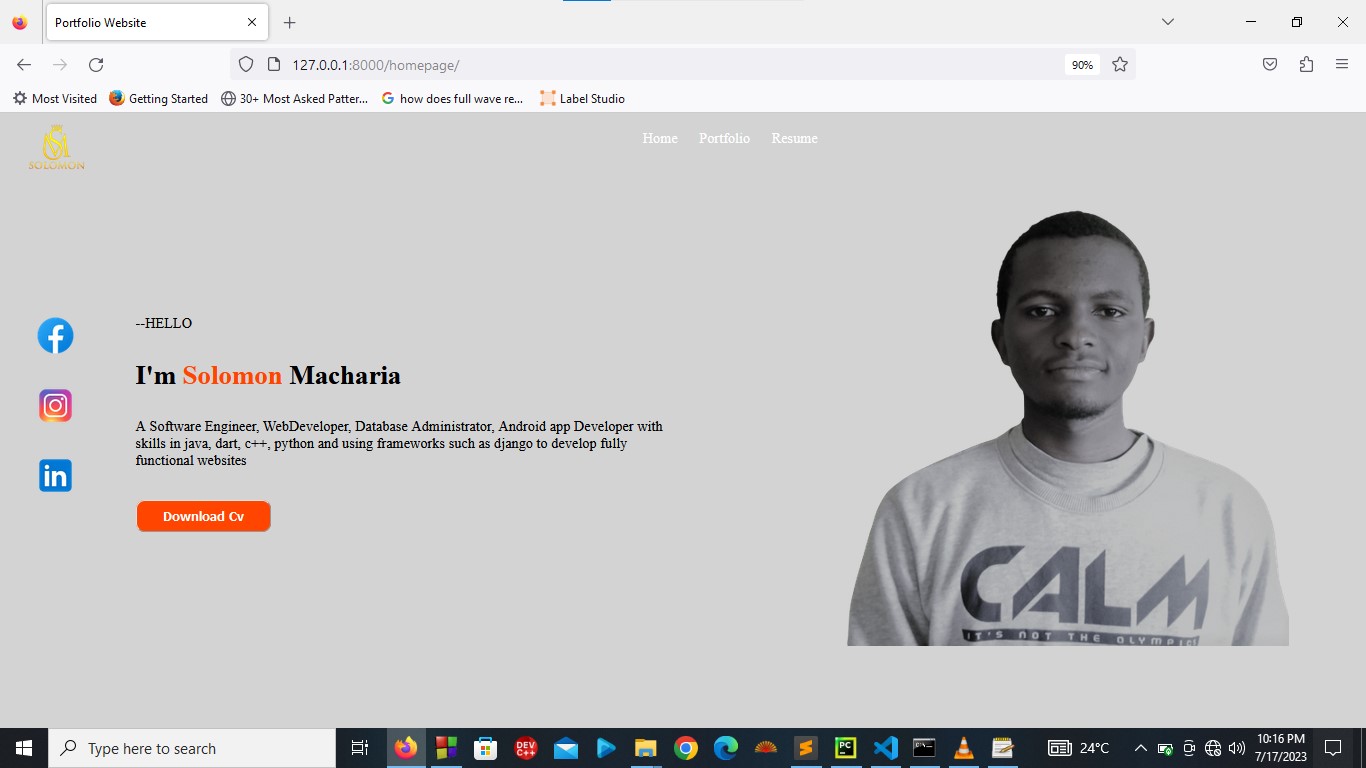 Portfolio Website
127.0.0.1:8000/homepage/
90%
Most Visited
Getting Started
30+ Most Asked Patter...
how does full wave re...
Label Studio
SOLOMON
Home
Portfolio
Resume
--HELLO
I'm Solomon Macharia
A Software Engineer, WebDeveloper, Database Administrator, Android app Developer with
skills in java, dart, c++, python and using frameworks such as django to develop fully
functional websites
Download Cv
CALM
IT'S NOT THE OLYMPIC!
Type here to search
DEV
C++
PC
24°C
10:16 PM
7/17/2023